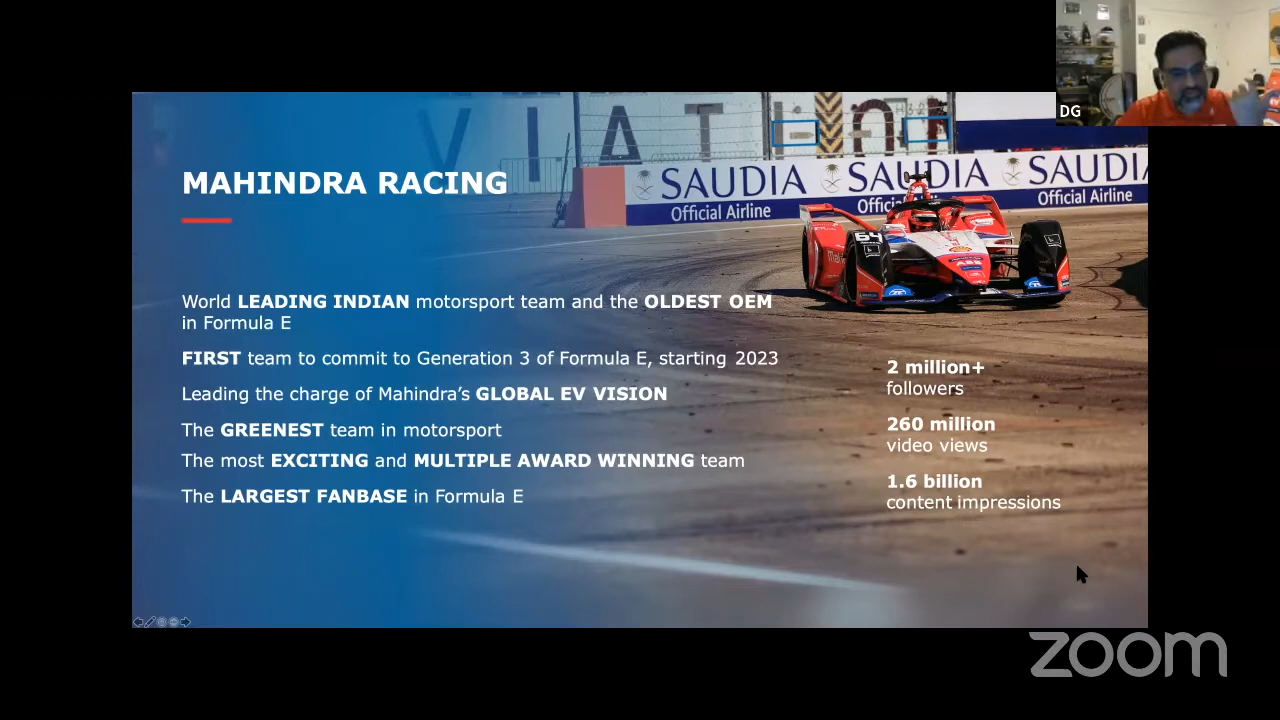 DG
VIAT
MAHINDRA RACING
SAUDIA SAUDIA SAUDIA
Official Airline Official Airline
64
World LEADING INDIAN motorsport team and the OLDEST OEM
in Formula E
FIRST team to commit to Generation 3 of Formula E, starting 2023
Leading the charge of Mahindra's GLOBAL EV VISION
The GREENEST team in motorsport
The most EXCITING and MULTIPLE AWARD WINNING team
The LARGEST FANBASE in Formula E
2 million+
followers
260 million
video views
1.6 billion
content impressions
zoom